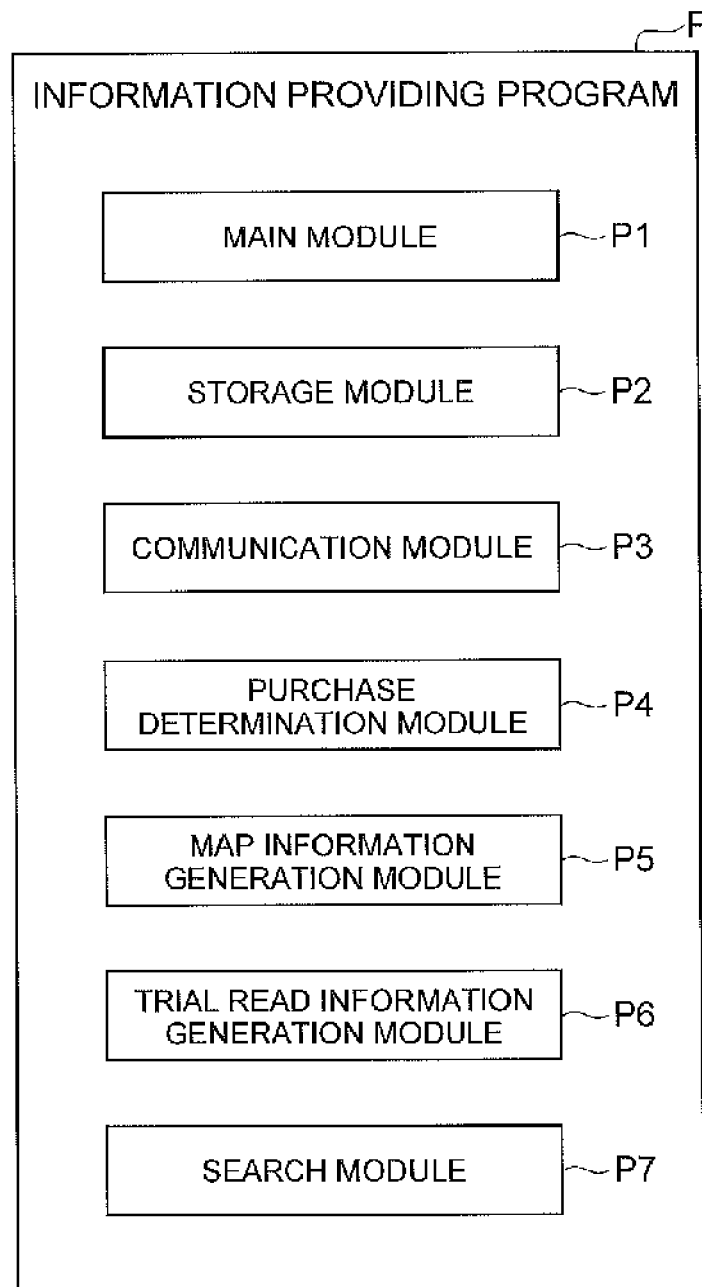 P
INFORMATION PROVIDING PROGRAM
MAIN MODULE
P1
STORAGE MODULE
P2
COMMUNICATION MODULE
P3
PURCHASE
DETERMINATION MODULE
P4
MAP INFORMATION
GENERATION MODULE
P5
TRIAL READ INFORMATION
GENERATION MODULE
P6
SEARCH MODULE
P7